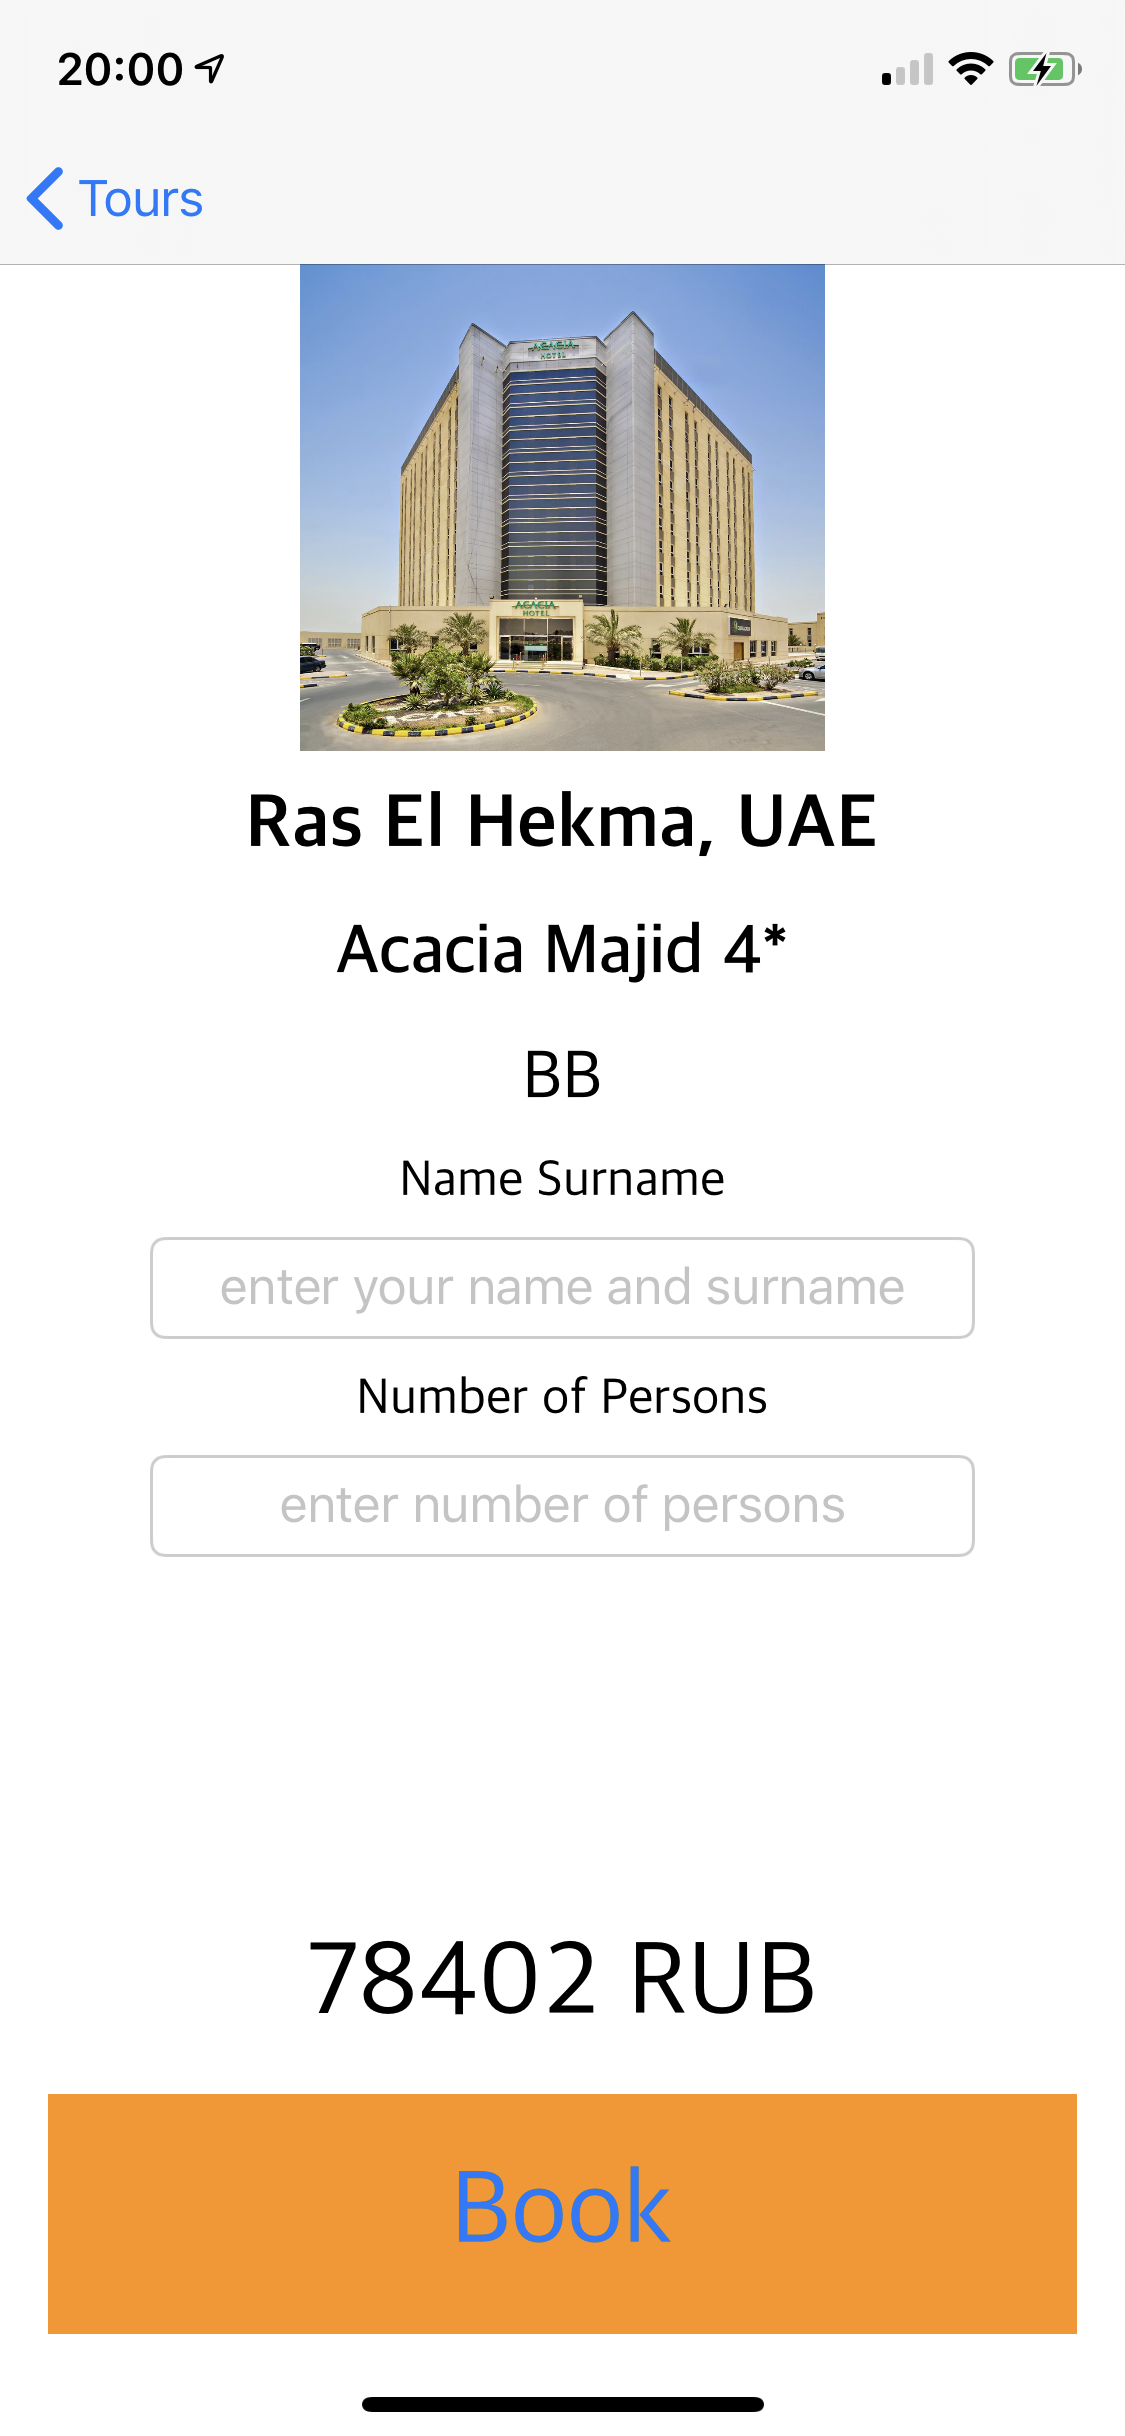 20:00
Tours
ACACIA
HOTEL
ACACIA
HOTEL
Ras El Hekma, UAE
Acacia Majid 4*
BB
Name Surname
enter your name and surname
Number of Persons
enter number of persons
78402 RUB
Book